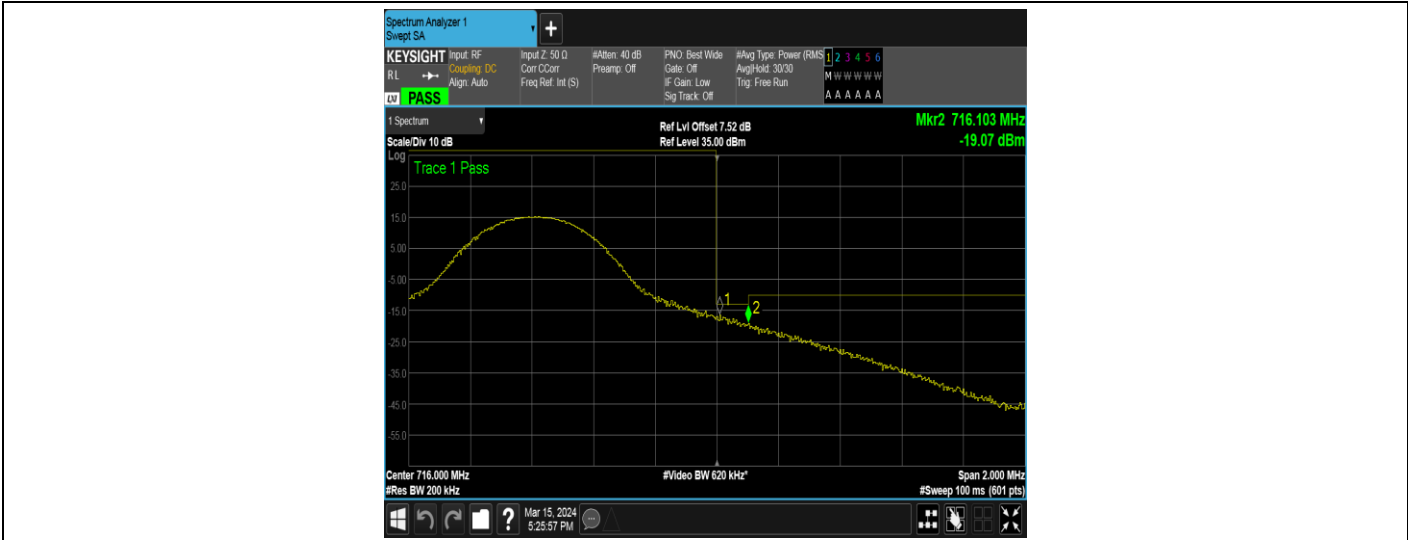 Spectrum Analyzer 1
Swept SA
+
KEYSIGHT
RL
LXI PASS
Input: RF
Coupling: DC
Align: Auto
Input Z: 50 Ω
Corr CCorr
Freq Ref: Int (S)
#Atten: 40 dB
Preamp: Off
PNO: Best Wide
Gate: Off
IF Gain: Low
Sig Track: Off
#Avg Type: Power (RMS
Avg|Hold: 30/30
Trig: Free Run
1 2 3 4 5 6
M W W W W W
A A A A A A
1 Spectrum
Scale/Div 10 dB
Ref Lvl Offset 7.52 dB
Ref Level 35.00 dBm
Mkr2 716.103 MHz
-19.07 dBm
Log
Trace 1 Pass
25.0
15.0
5.00
-5.00
1
2
-15.0
-25.0
-35.0
-45.0
-55.0
Center 716.000 MHz
#Res BW 200 kHz
#Video BW 620 kHz*
Span 2.000 MHz
#Sweep 100 ms (601 pts)
?
Mar 15, 2024
5:25:57 PM